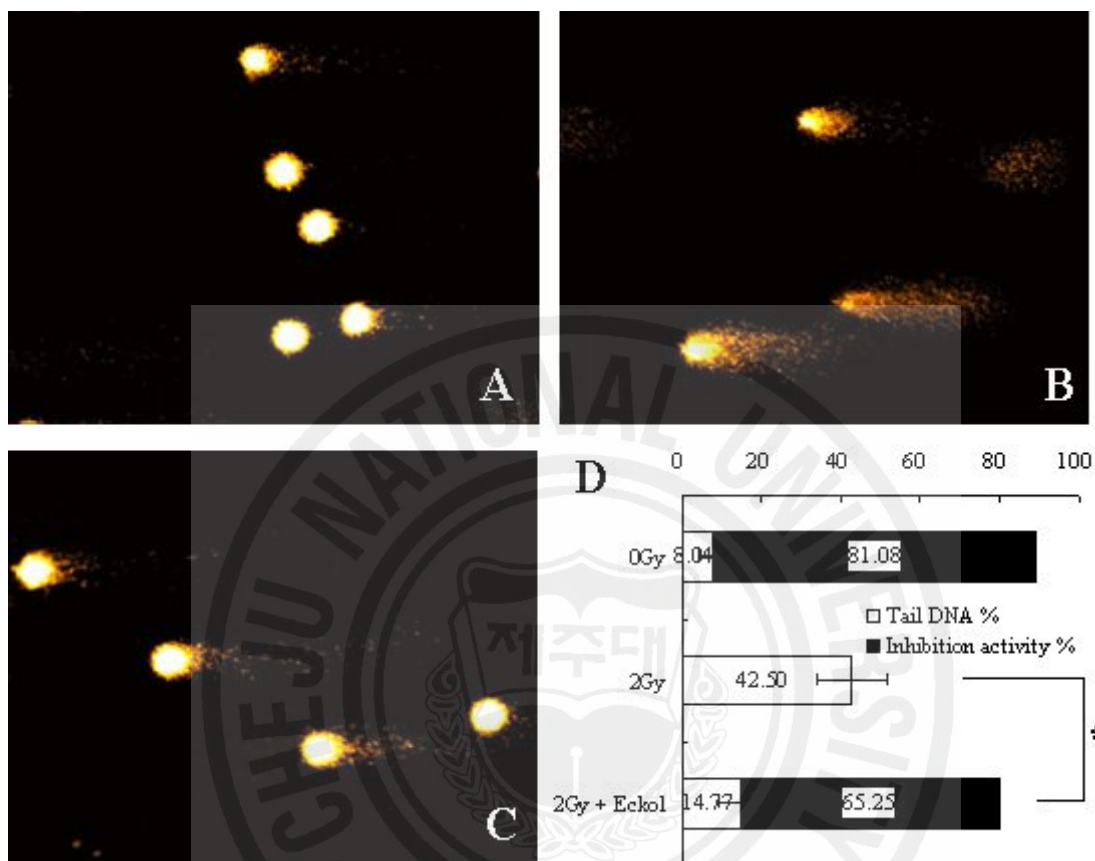 A
B
C
D
0 20 40 60 80 100
0Gy 8.04 81.08
Tail DNA %
Inhibition activity %
2Gy 42.50
2Gy + Eckol 14.77 65.25
*
CHEJU NATIONAL UNIVERSITY
제주대